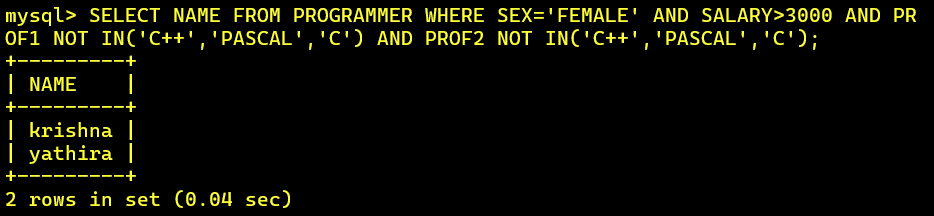 mysql> SELECT NAME FROM PROGRAMMER WHERE SEX='FEMALE' AND SALARY>3000 AND PR
OF1 NOT IN('C++','PASCAL','C') AND PROF2 NOT IN('C++','PASCAL','C');
+---------+
| NAME    |
+---------+
| krishna |
| yathira |
+---------+
2 rows in set (0.04 sec)